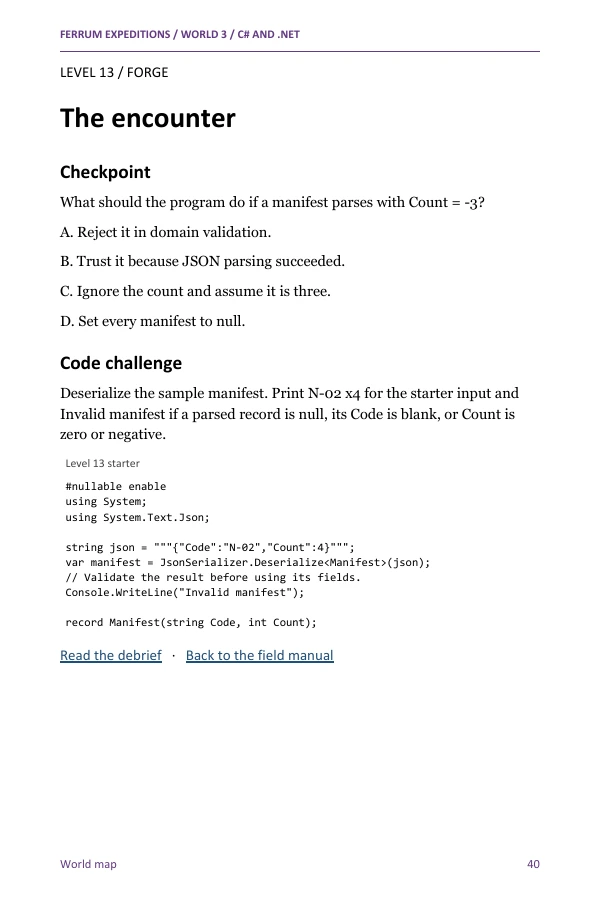 FERRUM EXPEDITIONS / WORLD 3 / C# AND .NET
LEVEL 13 / FORGE
The encounter
Checkpoint
What should the program do if a manifest parses with Count = -3?
A. Reject it in domain validation.
B. Trust it because JSON parsing succeeded.
C. Ignore the count and assume it is three.
D. Set every manifest to null.
Code challenge
Deserialize the sample manifest. Print N-02 x4 for the starter input and
Invalid manifest if a parsed record is null, its Code is blank, or Count is
zero or negative.
Level 13 starter
#nullable enable
using System;
using System.Text.Json;
string json = """{"Code":"N-02","Count":4}""";
var manifest = JsonSerializer.Deserialize<Manifest>(json);
// Validate the result before using its fields.
Console.WriteLine("Invalid manifest");
record Manifest(string Code, int Count);
Read the debrief · Back to the field manual
World map 40